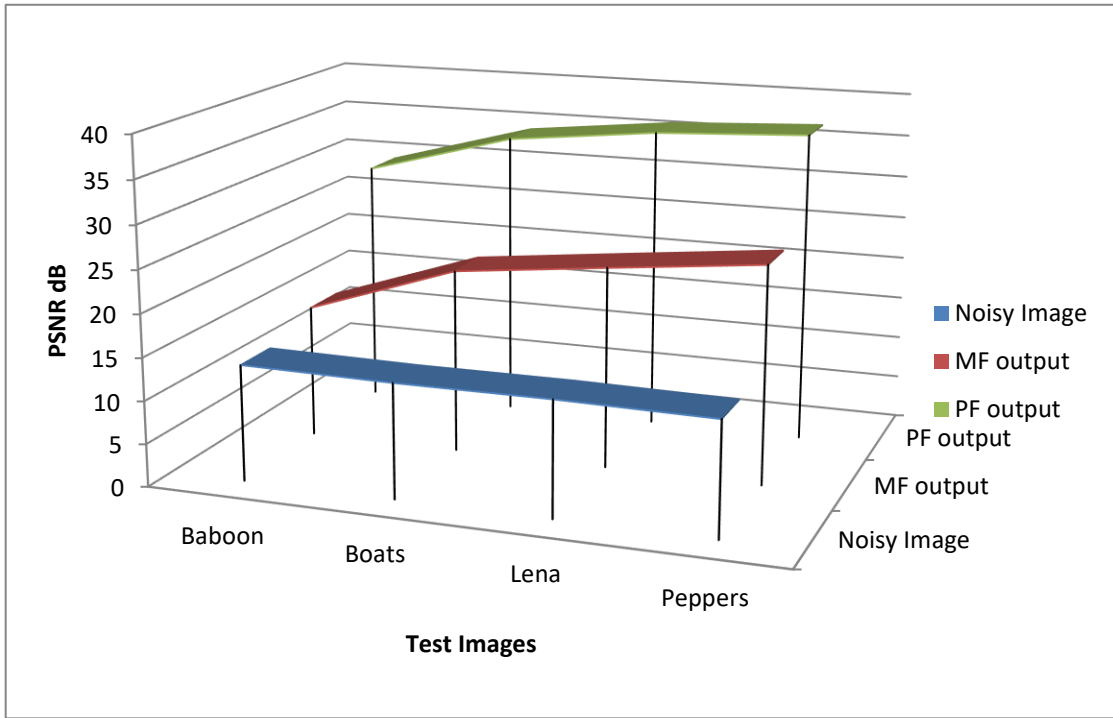 40
35
30
25
20
15
10
5
0
PSNR dB
Baboon
Boats
Lena
Peppers
Test Images
Noisy Image
MF output
PF output
PF output
MF output
Noisy Image